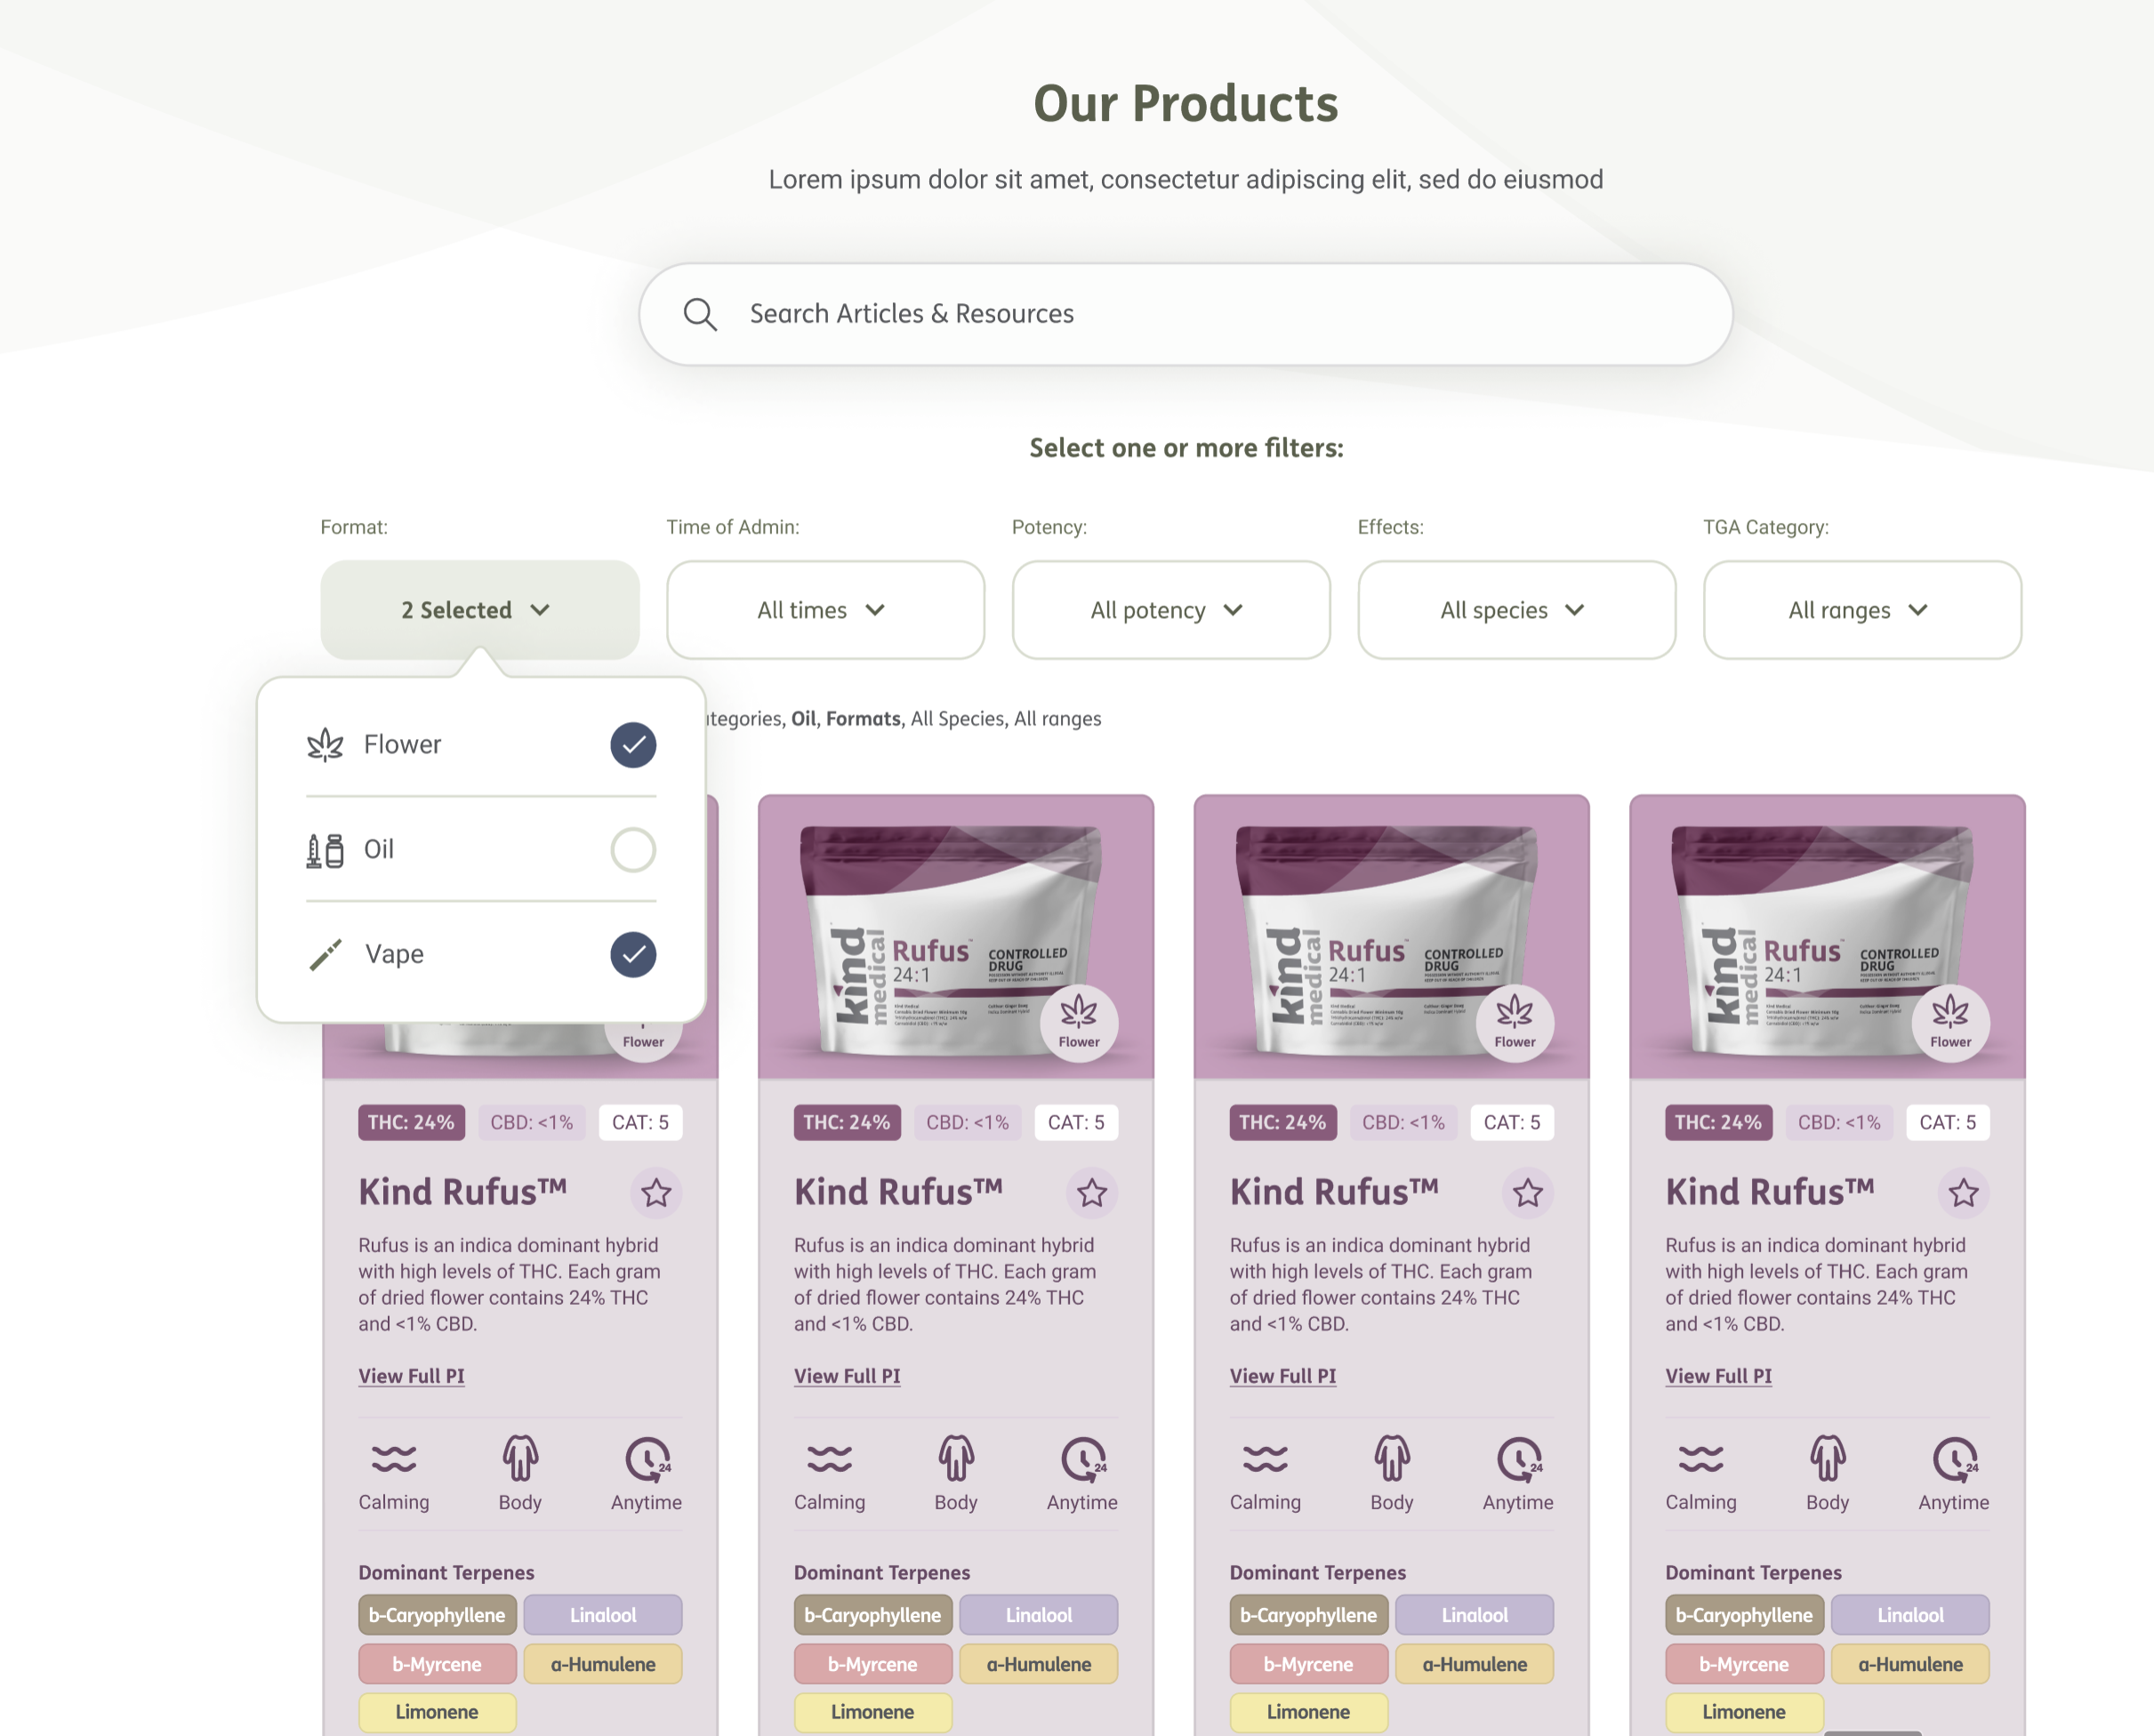 Our Products
Lorem ipsum dolor sit amet, consectetur adipiscing elit, sed do eiusmod
Search Articles & Resources
Select one or more filters:
Format: Time of Admin: Potency: Effects: TGA Category:
2 Selected All times All potency All species All ranges
Flower
Oil
Vape
Oil, Formats, All Species, All ranges
kind medical Rufus™ 24:1 CONTROLLED DRUG
kind medical Rufus™ 24:1 CONTROLLED DRUG
kind medical Rufus™ 24:1 CONTROLLED DRUG
Flower Flower Flower Flower
THC: 24% CBD: <1% CAT: 5
Kind Rufus™
Rufus is an indica dominant hybrid
with high levels of THC. Each gram
of dried flower contains 24% THC
and <1% CBD.
View Full PI
Calming Body 24 Anytime
Dominant Terpenes
b-Caryophyllene Linalool
b-Myrcene a-Humulene
Limonene
THC: 24% CBD: <1% CAT: 5
Kind Rufus™
Rufus is an indica dominant hybrid
with high levels of THC. Each gram
of dried flower contains 24% THC
and <1% CBD.
View Full PI
Calming Body 24 Anytime
Dominant Terpenes
b-Caryophyllene Linalool
b-Myrcene a-Humulene
Limonene
THC: 24% CBD: <1% CAT: 5
Kind Rufus™
Rufus is an indica dominant hybrid
with high levels of THC. Each gram
of dried flower contains 24% THC
and <1% CBD.
View Full PI
Calming Body 24 Anytime
Dominant Terpenes
b-Caryophyllene Linalool
b-Myrcene a-Humulene
Limonene
THC: 24% CBD: <1% CAT: 5
Kind Rufus™
Rufus is an indica dominant hybrid
with high levels of THC. Each gram
of dried flower contains 24% THC
and <1% CBD.
View Full PI
Calming Body 24 Anytime
Dominant Terpenes
b-Caryophyllene Linalool
b-Myrcene a-Humulene
Limonene